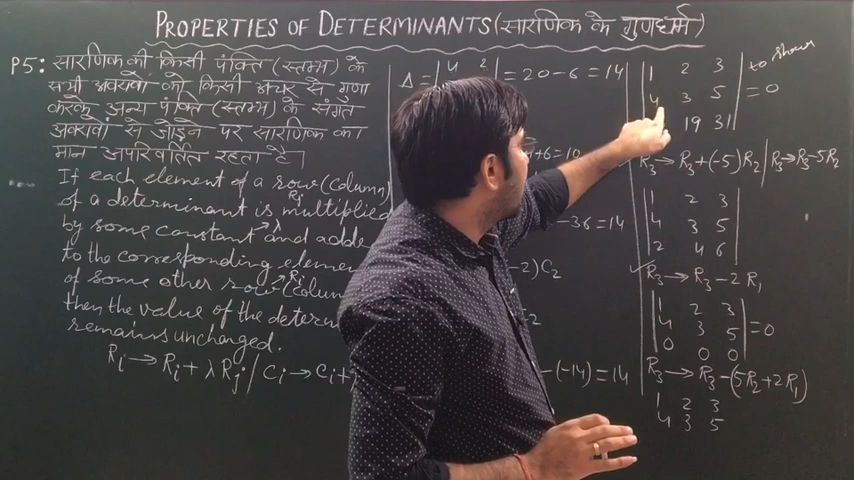 PROPERTIES OF DETERMINANTS (सारणिक के गुणधर्म)
P5: सारणिक की किसी पंक्ति (स्तम्भ) के
सभी अवयवों को किसी अचर से गुणा
करके अन्य पंक्ति (स्तम्भ) के संगत
अवयवों से जोड़ने पर सारणिक का
मान अपरिवर्तित रहता है।
If each element of a row (column)
Rj
of a determinant is multiplied
by some constant → λ and adde
to the corresponding elemen
of some other row → Ri (colum
then the value of the determ
remains unchanged.
Ri → Ri + λ Rj / Ci → Ci +
Δ = | 4 2 | = 20 - 6 = 14
+ 6 = 10
- 36 = 14
-2) C2
-2
- (-14) = 14
to show
1 2 3
4 3 5 = 0
19 31
R3 → R3 + (-5) R2 | R3 → R3 - 5R2
1 2 3
4 3 5
2 4 6
✓ R3 → R3 - 2 R1
1 2 3
4 3 5 = 0
0 0 0
R3 → R3 - (5R2 + 2R1)
1 2 3
4 3 5